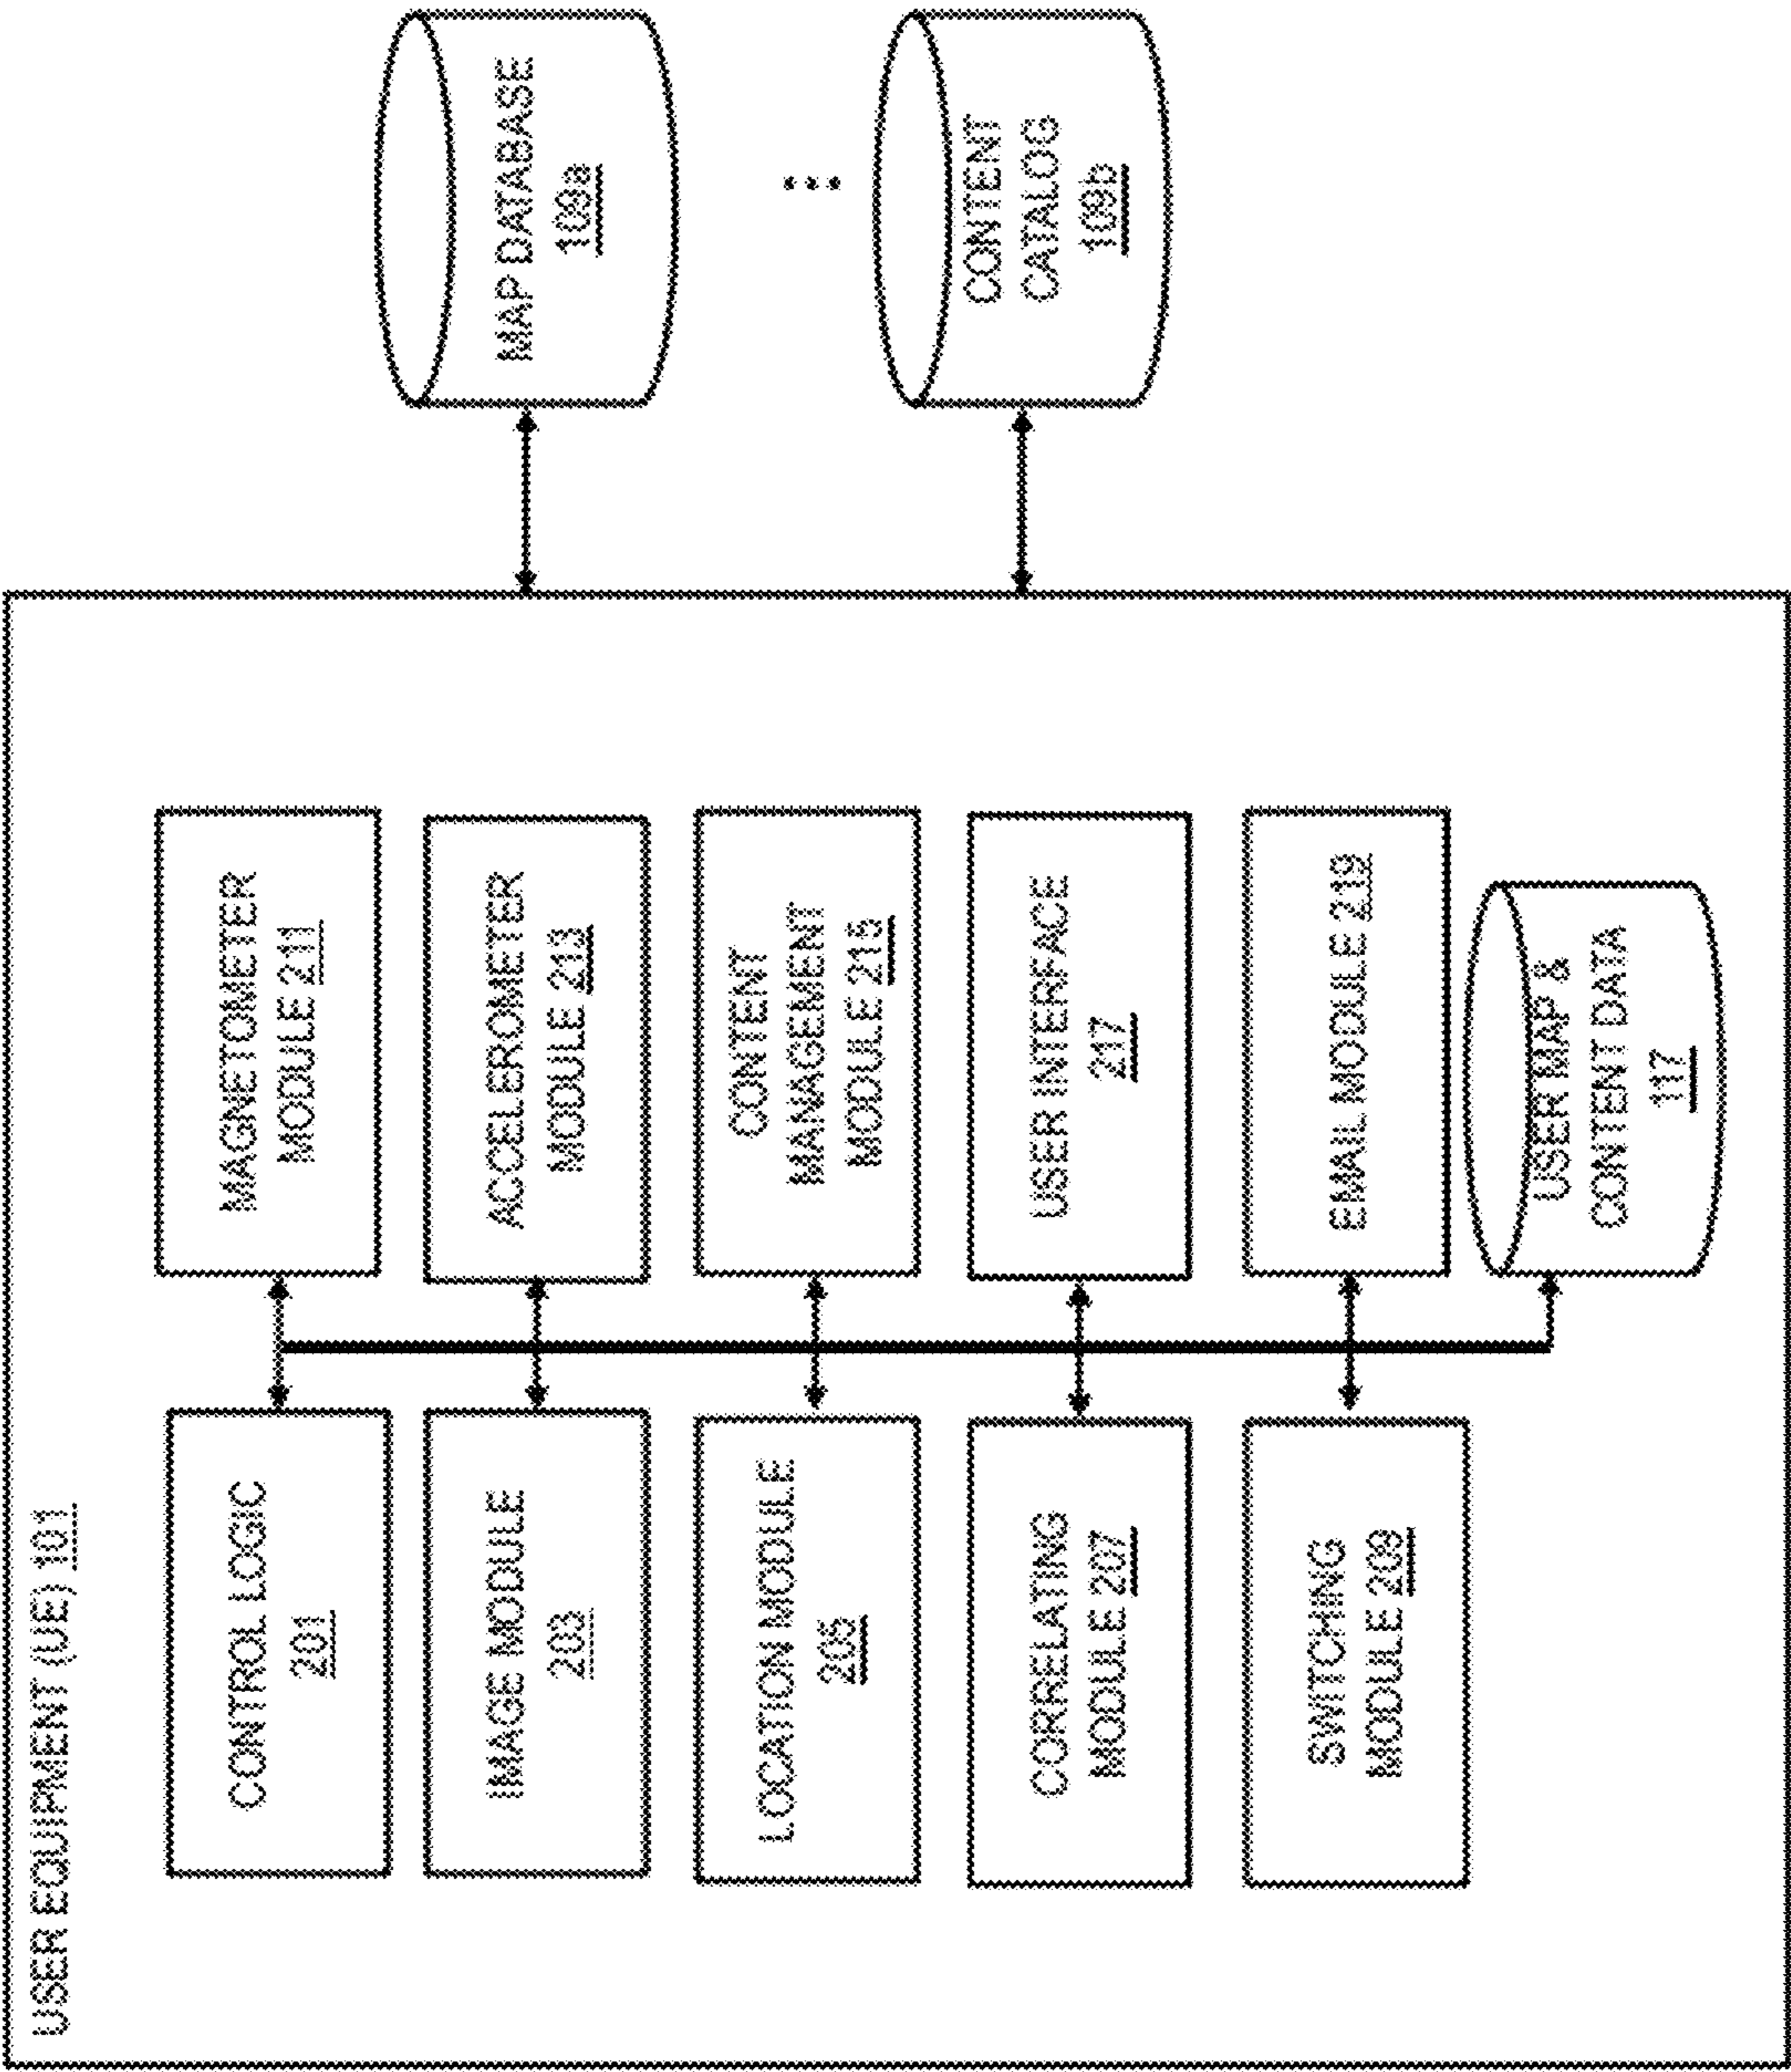 USER EQUIPMENT (UE) 101
CONTROL LOGIC
201
MAGNETOMETER
MODULE 211
IMAGE MODULE
203
ACCELEROMETER
MODULE 213
LOCATION MODULE
205
CONTENT
MANAGEMENT
MODULE 215
CORRELATING
MODULE 207
USER INTERFACE
217
SWITCHING
MODULE 209
EMAIL MODULE 219
USER MAP &
CONTENT DATA
117
MAP DATABASE
109a
...
CONTENT
CATALOG
109b